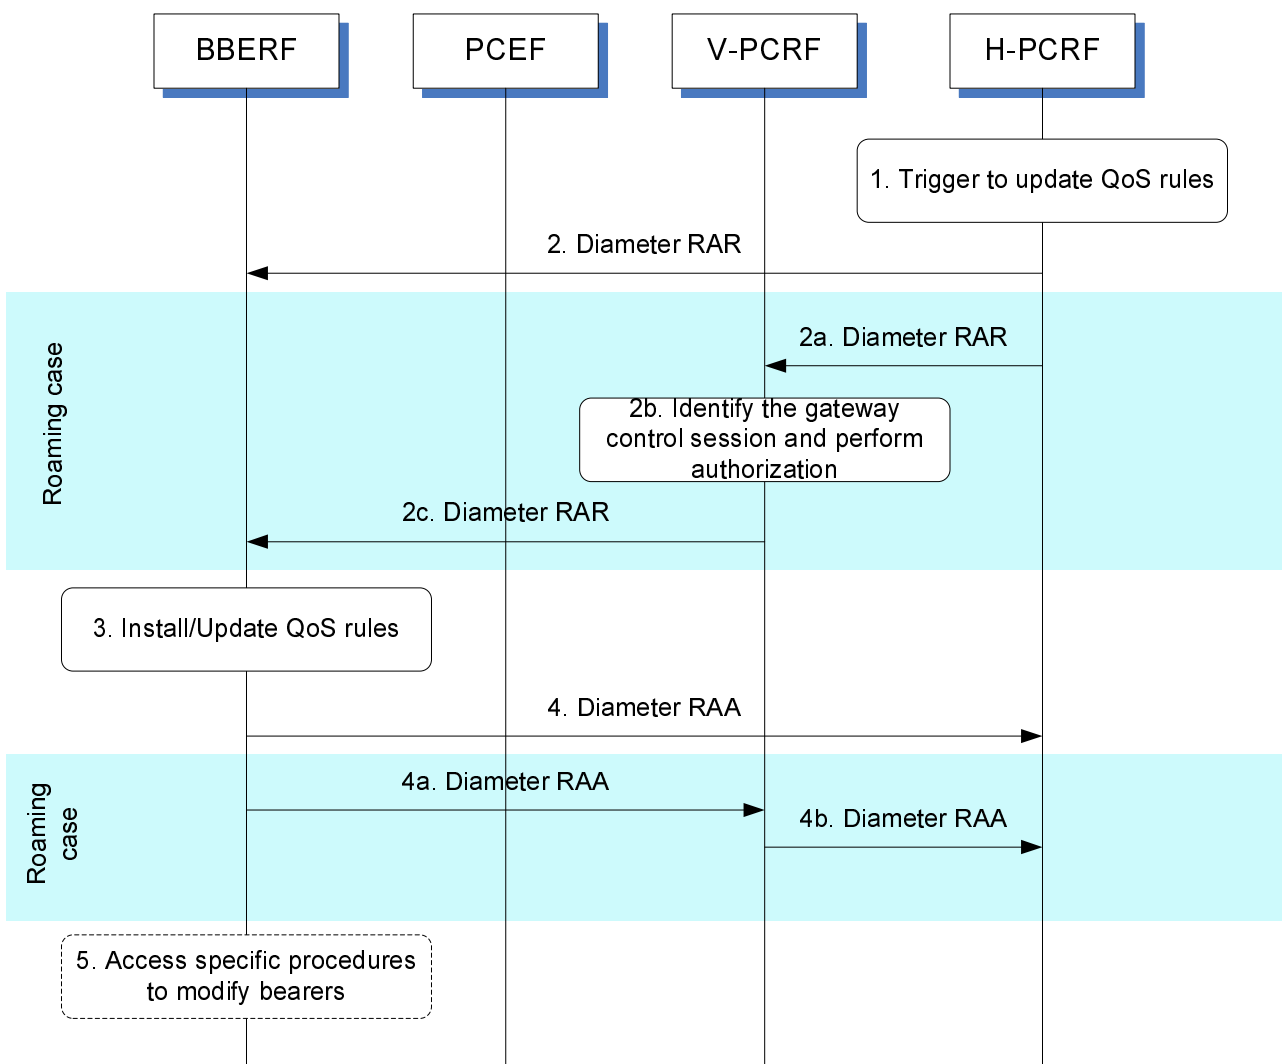 BBERF
PCEF
V-PCRF
H-PCRF
1. Trigger to update QoS rules
2. Diameter RAR
Roaming case
2a. Diameter RAR
2b. Identify the gateway
control session and perform
authorization
2c. Diameter RAR
3. Install/Update QoS rules
4. Diameter RAA
Roaming
case
4a. Diameter RAA
4b. Diameter RAA
5. Access specific procedures
to modify bearers